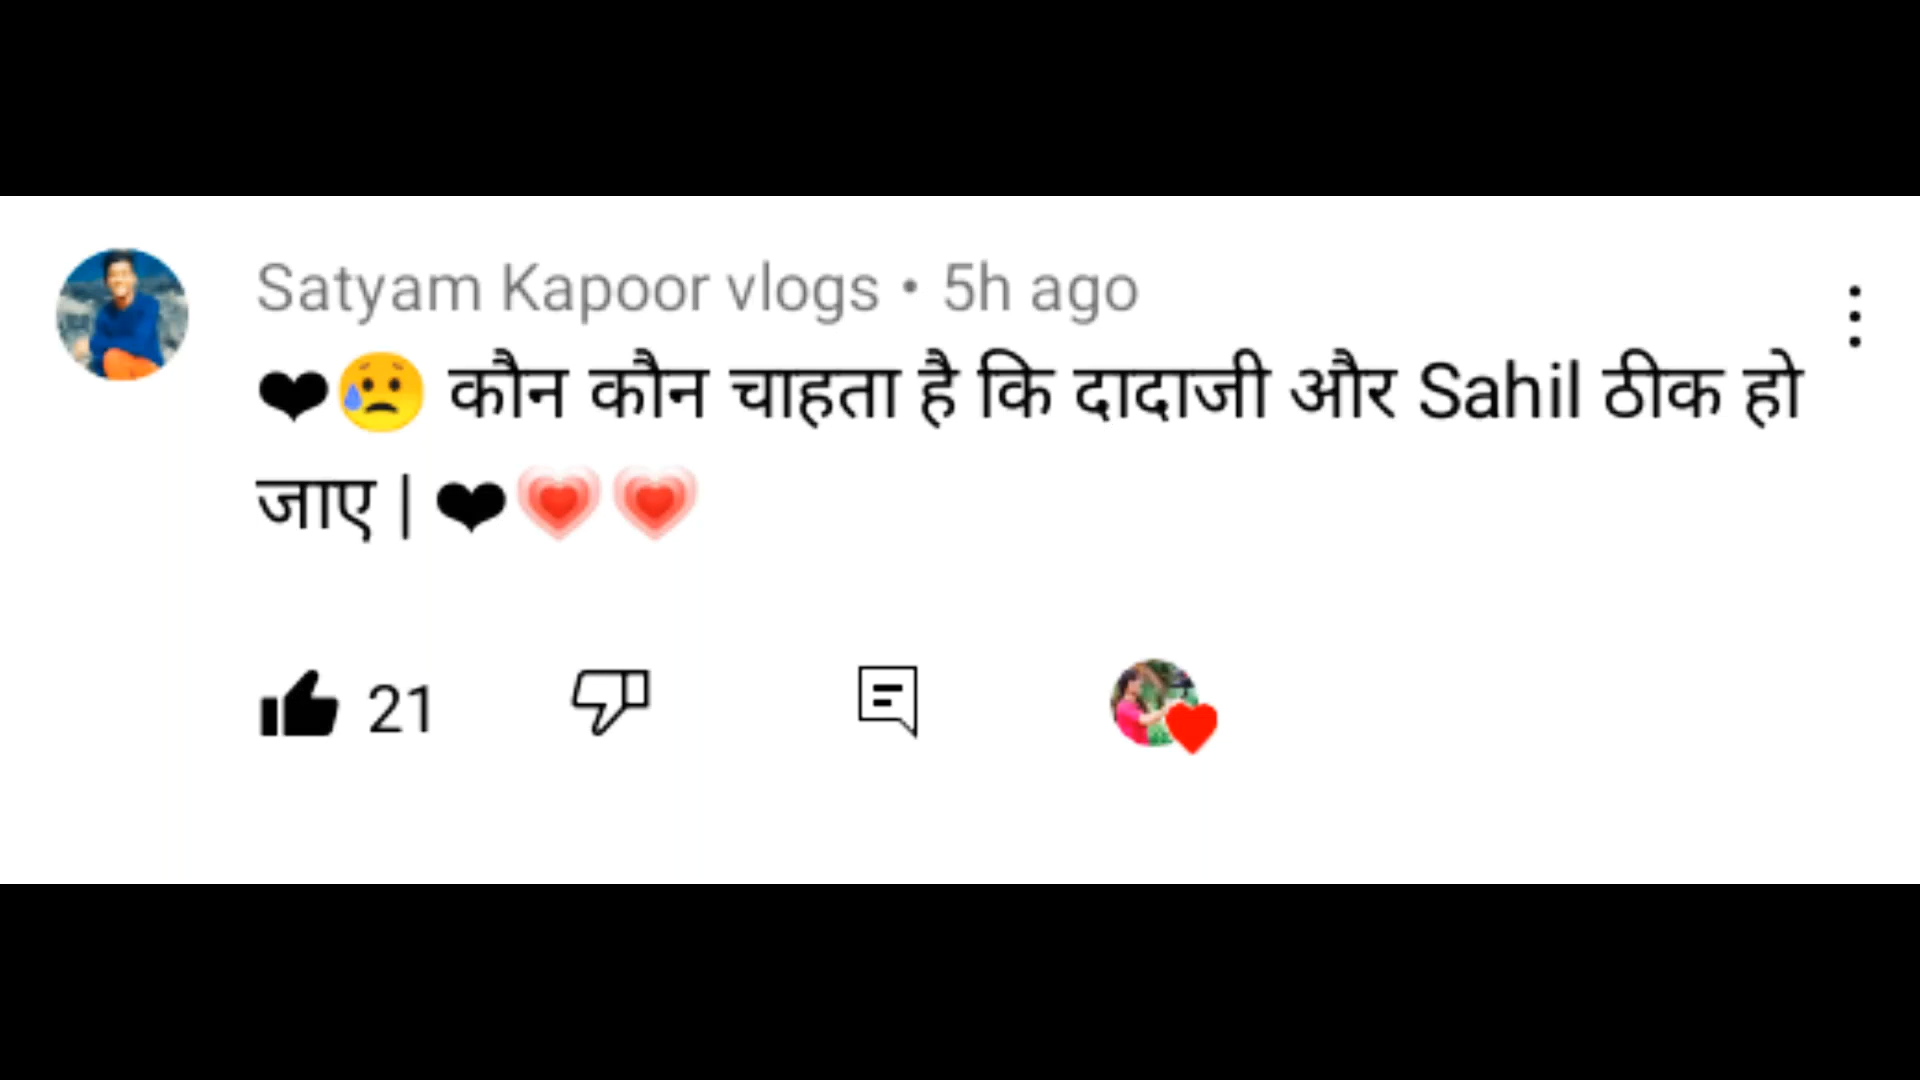 Satyam Kapoor vlogs • 5h ago
❤😥 कौन कौन चाहता है कि दादाजी और Sahil ठीक हो
जाए | ❤💗💗
21